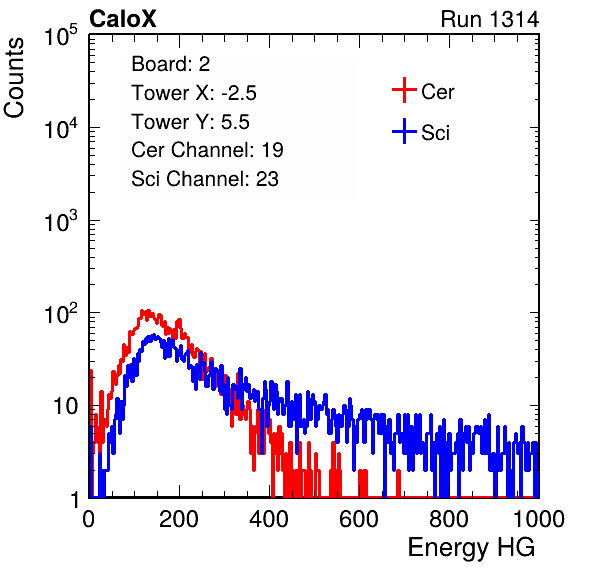 CaloX Run 1314
Counts
10^5
10^4
10^3
10^2
10
1
Board: 2
Tower X: -2.5
Tower Y: 5.5
Cer Channel: 19
Sci Channel: 23
Cer
Sci
0 200 400 600 800 1000
Energy HG